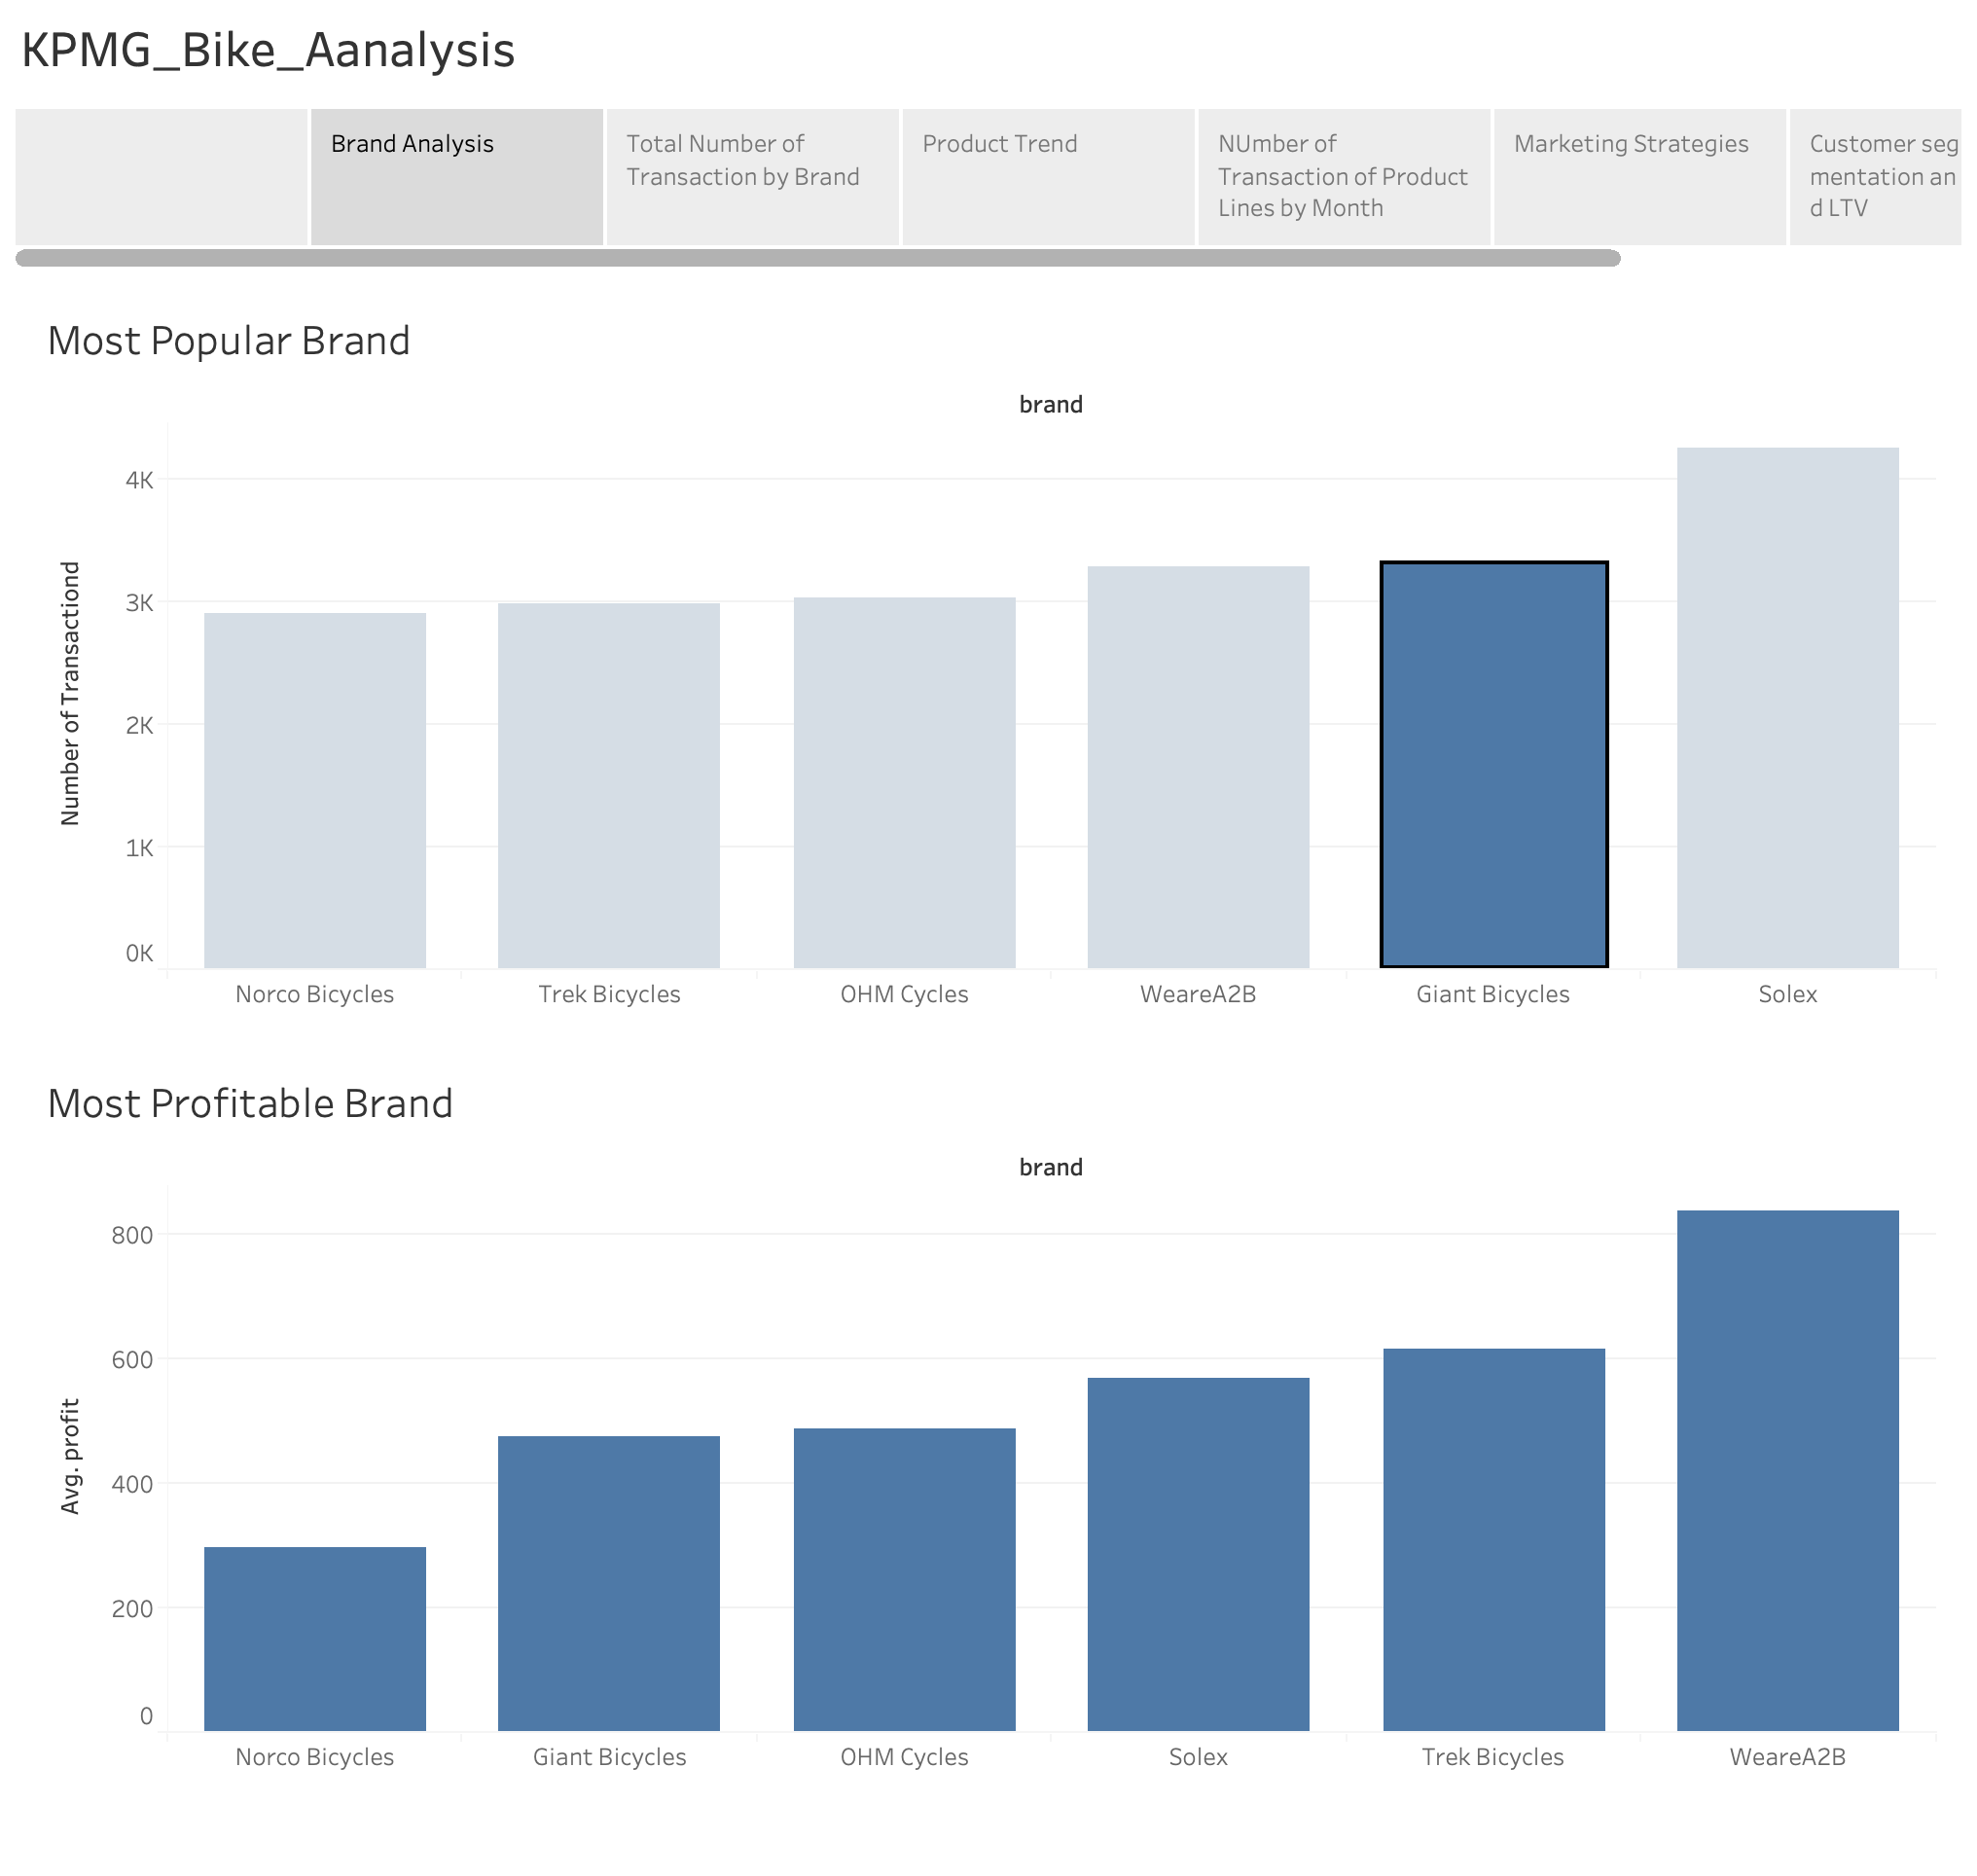 KPMG_Bike_Aanalysis
Brand Analysis
Total Number of
Transaction by Brand
Product Trend
NUmber of
Transaction of Product
Lines by Month
Marketing Strategies
Customer seg
mentation an
d LTV
Most Popular Brand
brand
Number of Transactiond
4K
3K
2K
1K
0K
Norco Bicycles
Trek Bicycles
OHM Cycles
WeareA2B
Giant Bicycles
Solex
Most Profitable Brand
brand
Avg. profit
800
600
400
200
0
Norco Bicycles
Giant Bicycles
OHM Cycles
Solex
Trek Bicycles
WeareA2B